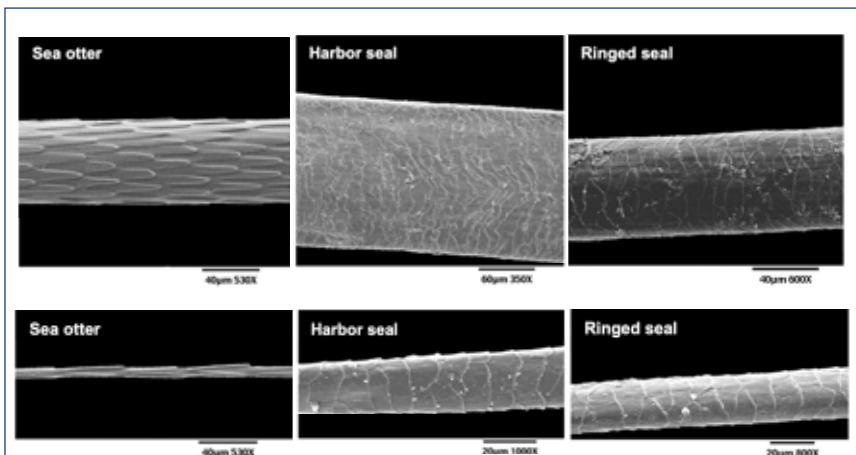 Sea otter
Harbor seal
Ringed seal
40µm 530X
60µm 350X
40µm 600X
Sea otter
Harbor seal
Ringed seal
40µm 530X
20µm 1000X
20µm 800X